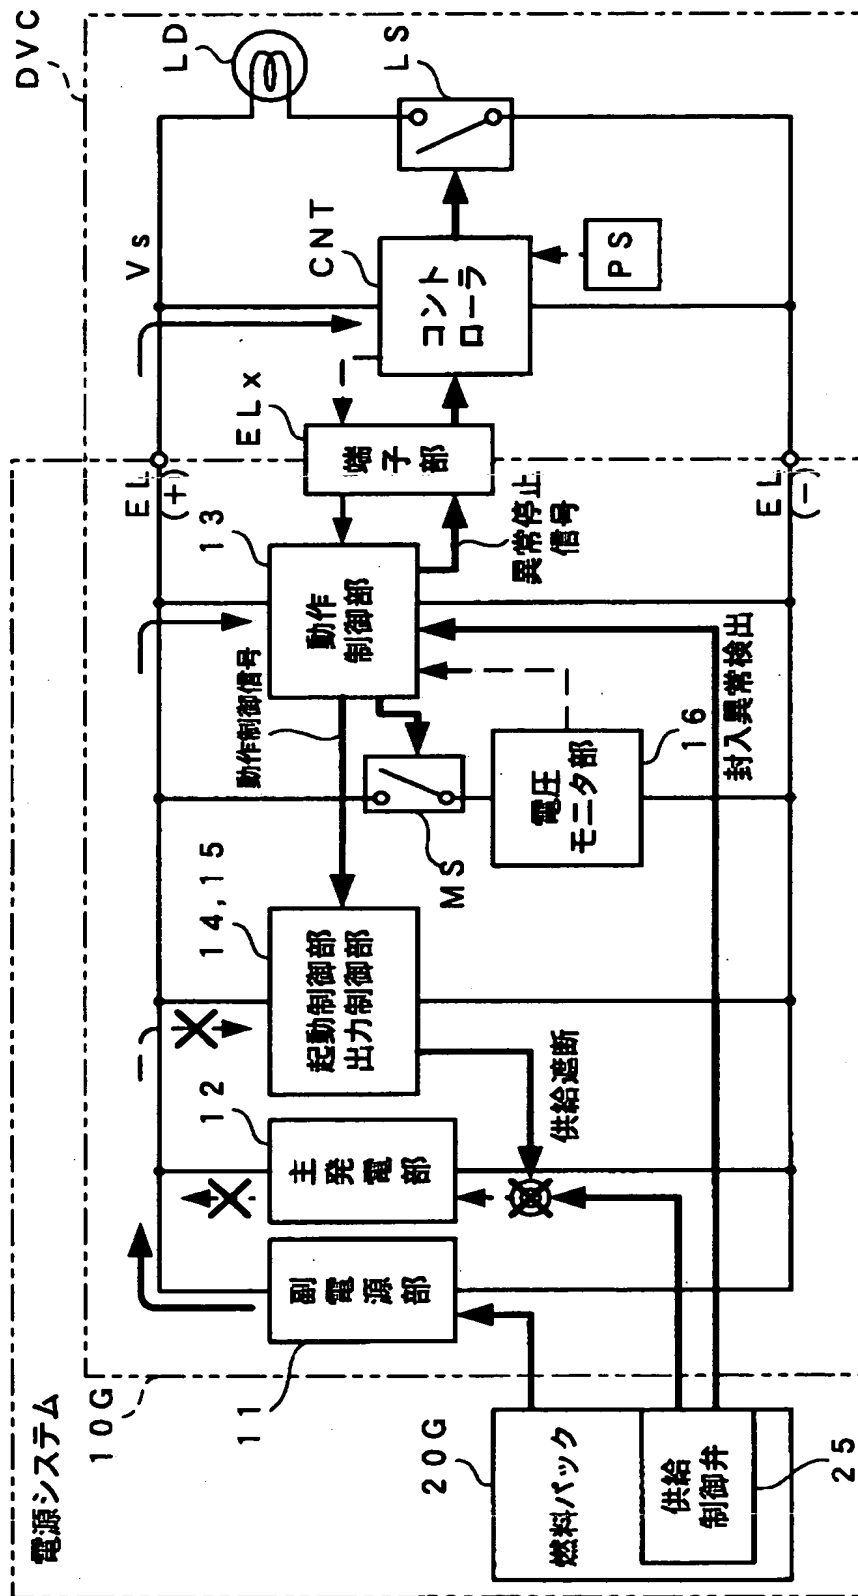 電源システム
DVC
10G
20G
燃料パック
供給
制御弁
25
11
副電源部
12
主発電部
供給遮断
14,15
起動制御部
出力制御部
動作制御信号
MS
電圧
モニタ部
16
封入異常検出
13
動作
制御部
異常停止
信号
EL
(+)
EL
(−)
ELx
端子部
Vs
CNT
コント
ローラ
PS
LD
LS